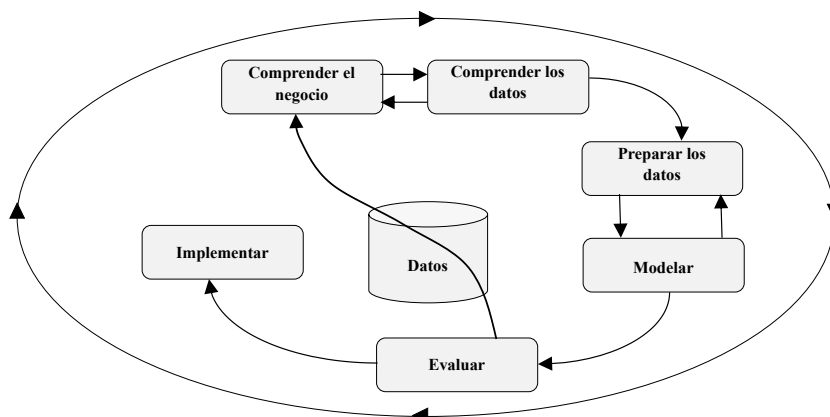 Comprender el
negocio
Comprender los
datos
Preparar los
datos
Modelar
Evaluar
Implementar
Datos